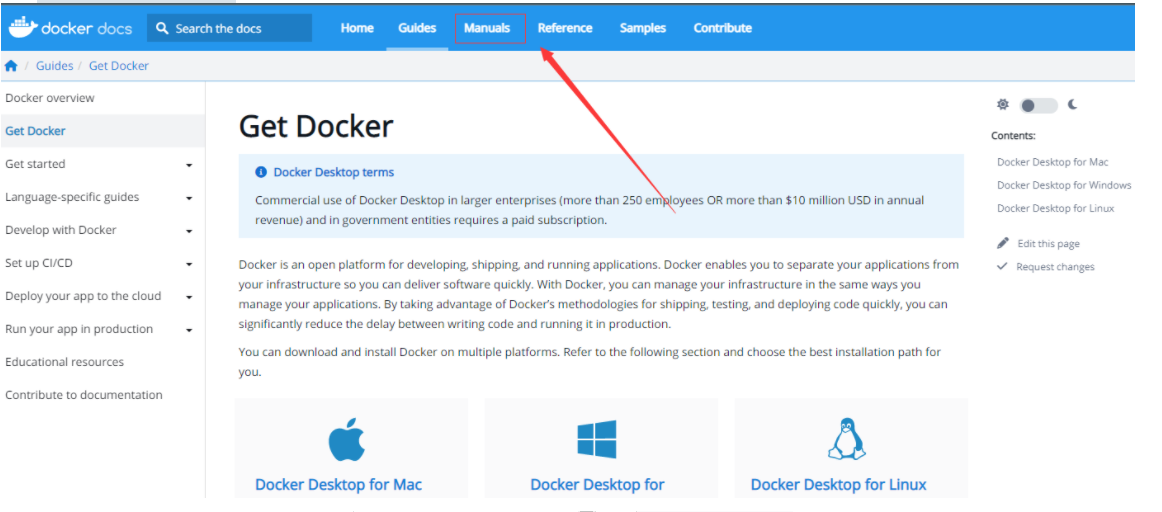 docker docs Search the docs Home Guides Manuals Reference Samples Contribute
/ Guides / Get Docker
Docker overview
Get Docker
Get started
Language-specific guides
Develop with Docker
Set up CI/CD
Deploy your app to the cloud
Run your app in production
Educational resources
Contribute to documentation
Get Docker
Docker Desktop terms
Commercial use of Docker Desktop in larger enterprises (more than 250 employees OR more than $10 million USD in annual
revenue) and in government entities requires a paid subscription.
Docker is an open platform for developing, shipping, and running applications. Docker enables you to separate your applications from
your infrastructure so you can deliver software quickly. With Docker, you can manage your infrastructure in the same ways you
manage your applications. By taking advantage of Docker’s methodologies for shipping, testing, and deploying code quickly, you can
significantly reduce the delay between writing code and running it in production.
You can download and install Docker on multiple platforms. Refer to the following section and choose the best installation path for
you.
Docker Desktop for Mac
Docker Desktop for
Docker Desktop for Linux
Contents:
Docker Desktop for Mac
Docker Desktop for Windows
Docker Desktop for Linux
Edit this page
Request changes